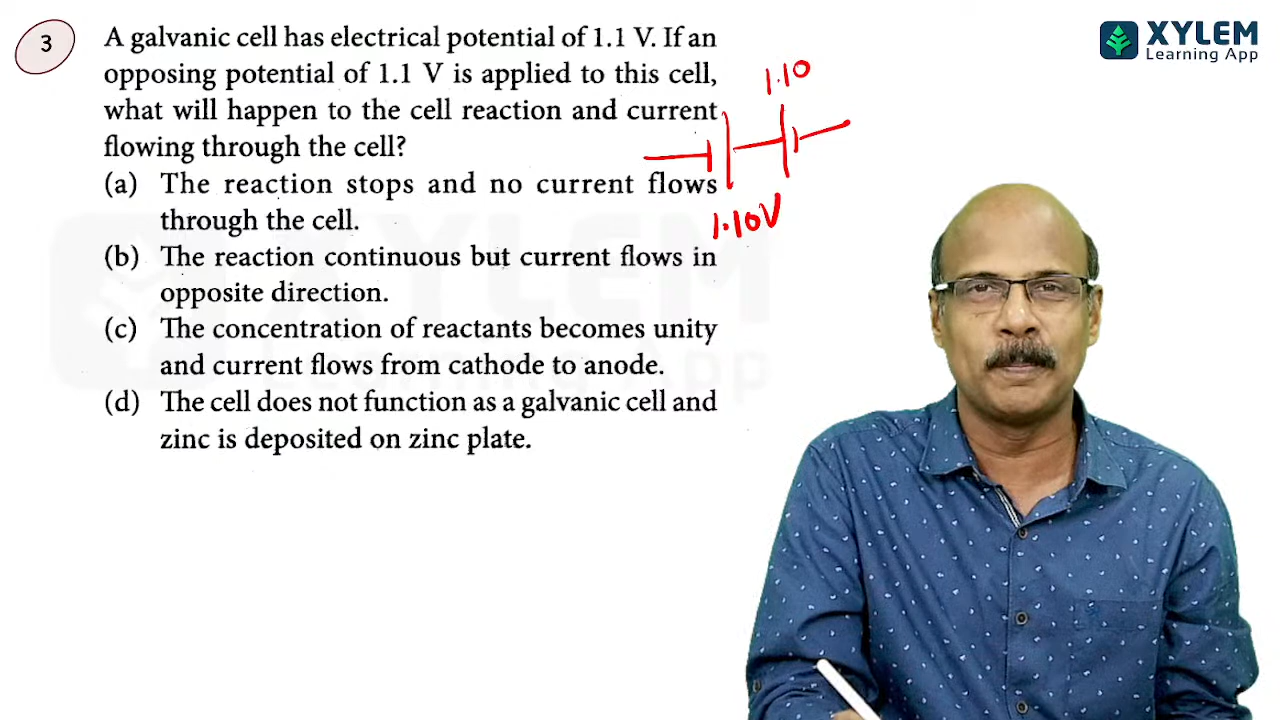 3
A galvanic cell has electrical potential of 1.1 V. If an
opposing potential of 1.1 V is applied to this cell,
what will happen to the cell reaction and current
flowing through the cell?
(a) The reaction stops and no current flows
through the cell.
(b) The reaction continuous but current flows in
opposite direction.
(c) The concentration of reactants becomes unity
and current flows from cathode to anode.
(d) The cell does not function as a galvanic cell and
zinc is deposited on zinc plate.
1.10
1.10V
XYLEM
Learning App
XYLEM
Learning App